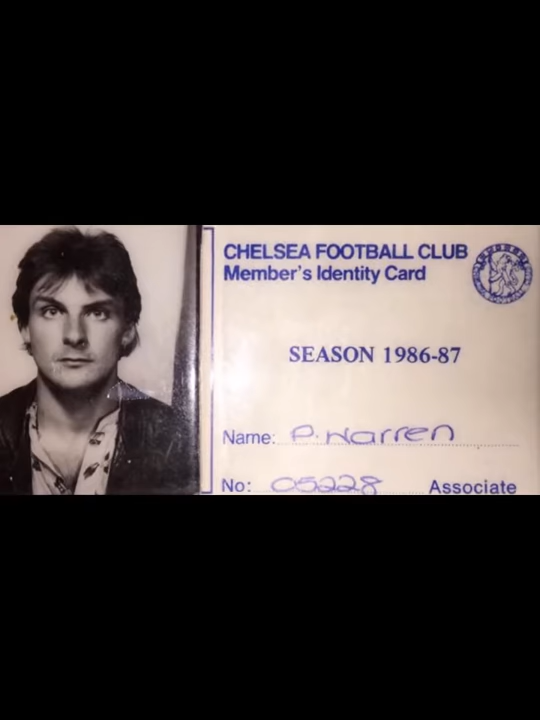 CHELSEA FOOTBALL CLUB
Member's Identity Card
SEASON 1986-87
Name: P. Warren
No: 05228 Associate